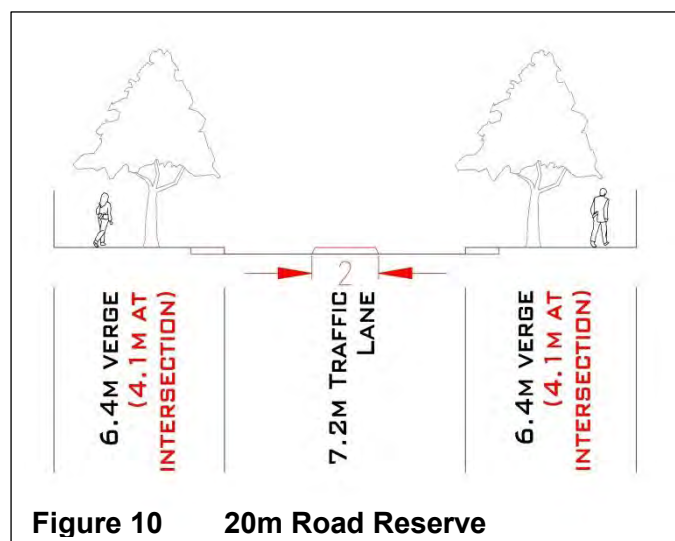 2
6.4M VERGE
(4.1M AT
INTERSECTION)
7.2M TRAFFIC
LANE
6.4M VERGE
(4.1M AT
INTERSECTION)
Figure 10 20m Road Reserve